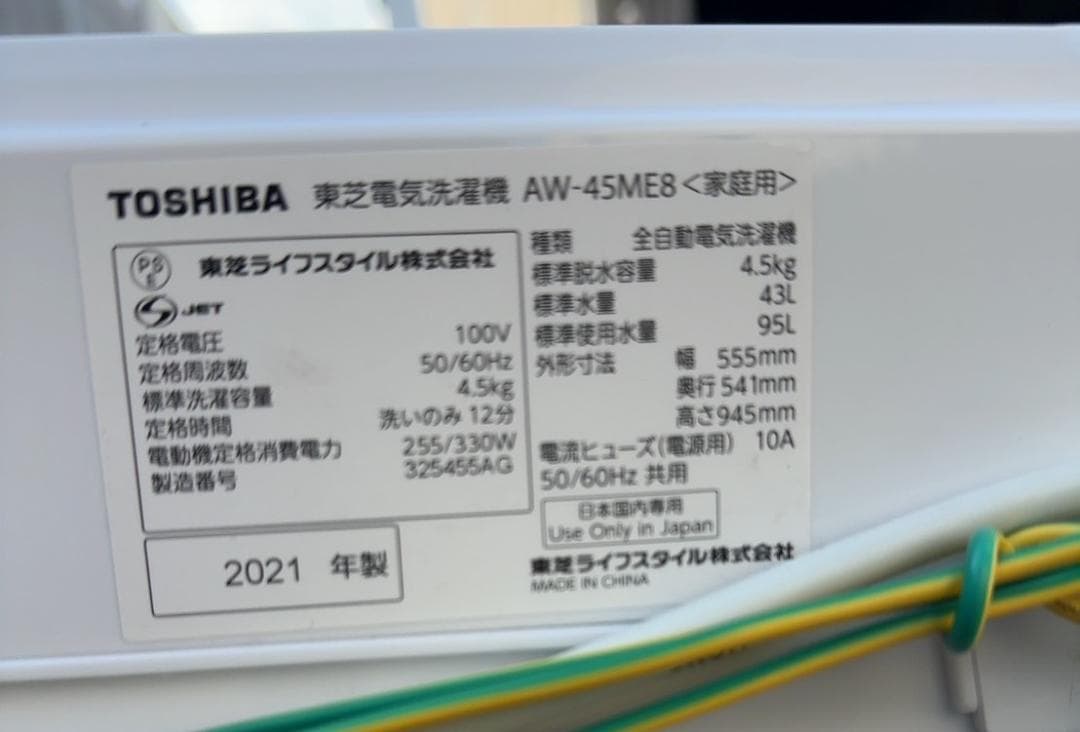 TOSHIBA 東芝電気洗濯機 AW-45ME8<家庭用>
PS E 東芝ライフスタイル株式会社
JET
定格電圧 100V
定格周波数 50/60Hz
標準洗濯容量 4.5kg
定格時間 洗いのみ 12分
電動機定格消費電力 255/330W
製造番号 325455AG
2021 年製
種類 全自動電気洗濯機
標準脱水容量 4.5kg
標準水量 43L
標準使用水量 95L
外形寸法 幅 555mm
奥行 541mm
高さ 945mm
電流ヒューズ(電源用) 10A
50/60Hz 共用
日本国内専用
Use Only in Japan
東芝ライフスタイル株式会社
MADE IN CHINA